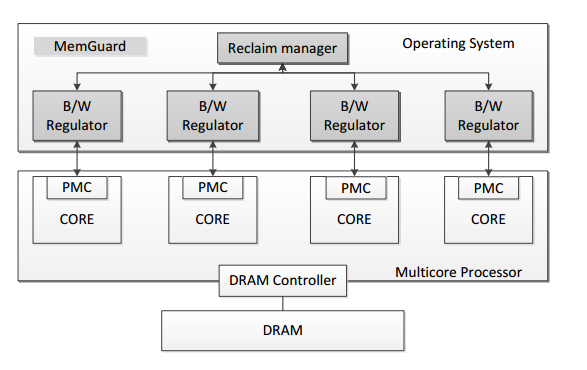 MemGuard
Reclaim manager
Operating System
B/W
Regulator
B/W
Regulator
B/W
Regulator
B/W
Regulator
PMC
CORE
PMC
CORE
PMC
CORE
PMC
CORE
DRAM Controller
Multicore Processor
DRAM